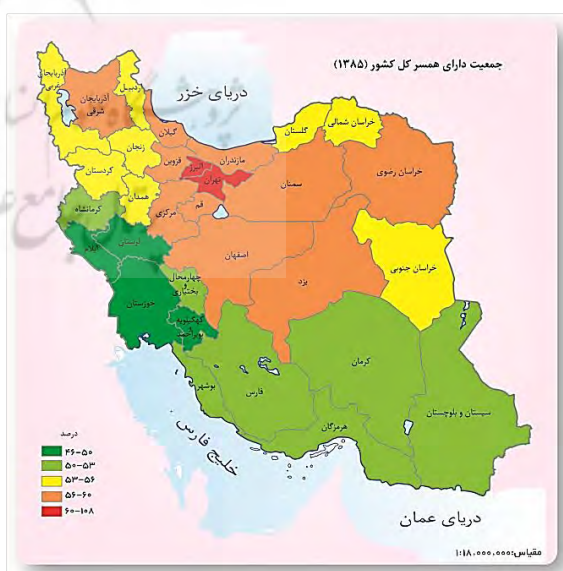 جمعیت دارای همسر کل کشور (۱۳۸۵)
دریای خزر
آذربایجان غربی
آذربایجان شرقی
اردبیل
گیلان
زنجان
کردستان
قزوین
البرز
تهران
مازندران
گلستان
خراسان شمالی
خراسان رضوی
سمنان
همدان
مرکزی
قم
کرمانشاه
لرستان
ایلام
اصفهان
یزد
خراسان جنوبی
چهارمحال و بختیاری
خوزستان
کهگیلویه و بویراحمد
فارس
کرمان
سیستان و بلوچستان
بوشهر
هرمزگان
خلیج فارس
دریای عمان
درصد
۴۶-۵۰
۵۰-۵۳
۵۳-۵۶
۵۶-۶۰
۶۰-۱۰۸
مقیاس:۱:۱۸,۰۰۰,۰۰۰